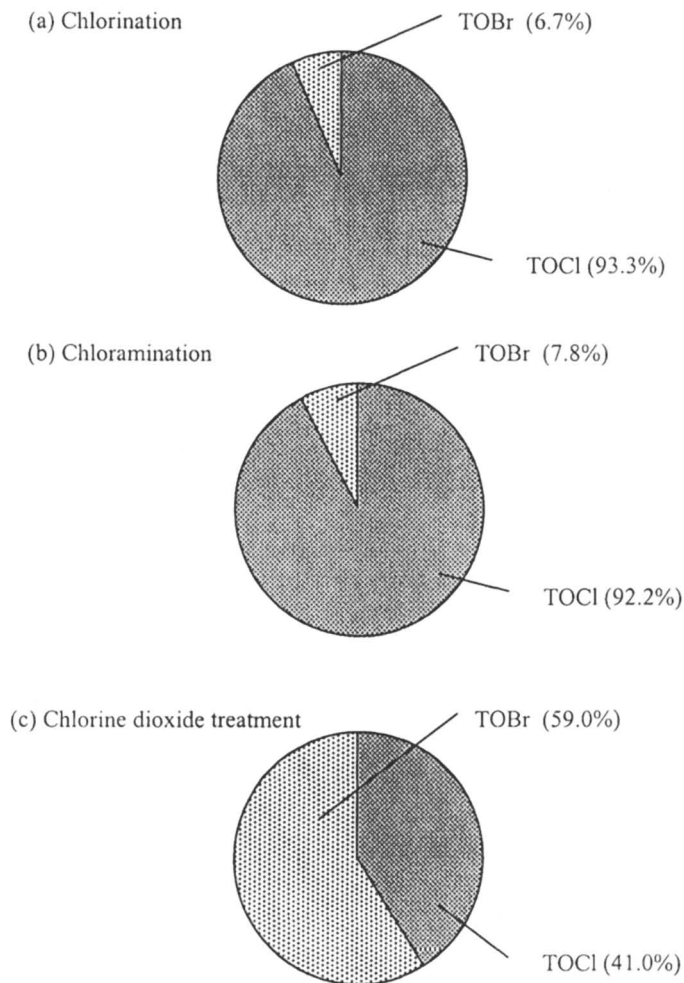 (a) Chlorination
TOBr (6.7%)
TOCl (93.3%)
(b) Chloramination
TOBr (7.8%)
TOCl (92.2%)
(c) Chlorine dioxide treatment
TOBr (59.0%)
TOCl (41.0%)